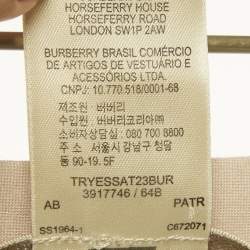 HORSEFERRY HOUSE
HORSEFERRY ROAD
LONDON SW1P 2AW
BURBERRY BRASIL COMÉRCIO
DE ARTIGOS DE VESTUÁRIO E
ACESSÓRIOS LTDA.
CNPJ: 10.770.518/0001-68
제조원 : 버버리
수입원 : 버버리코리아㈜
소비자상담실 : 080 700 8800
주소 : 서울시 강남구 청담
동 90-19.5F
TRYESSAT23BUR
3917746 / 64B
AB PATR
SS1964-1 C672071